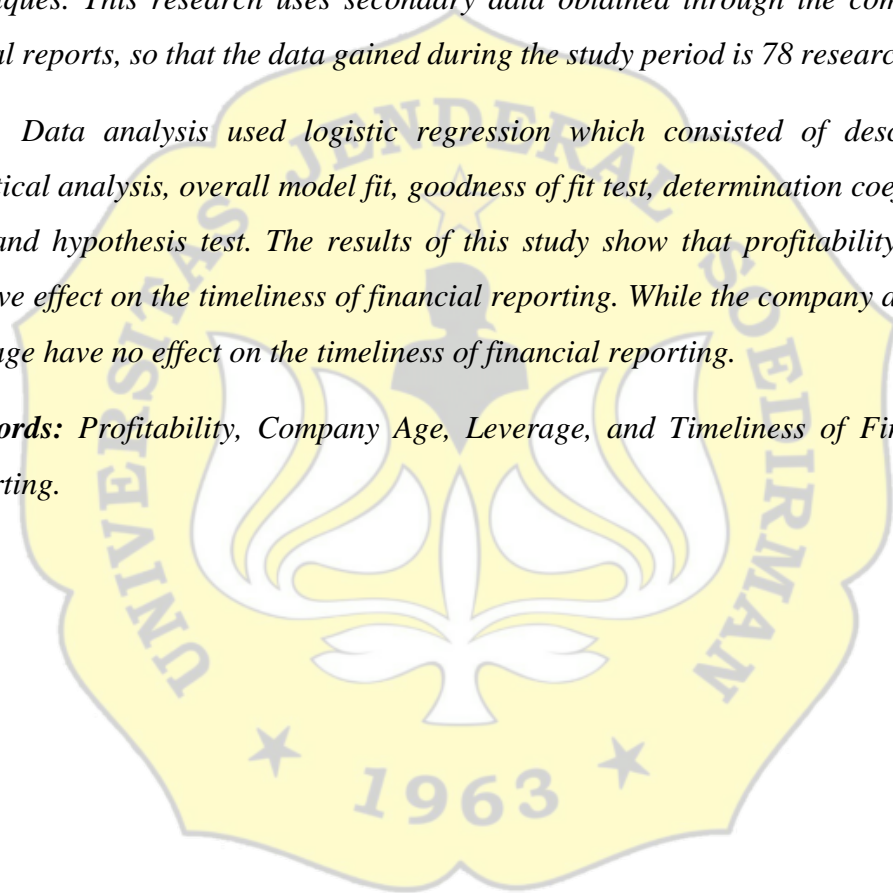 iques. This research uses secondary data obtained through the com
al reports, so that the data gained during the study period is 78 researc
Data analysis used logistic regression which consisted of desc
tical analysis, overall model fit, goodness of fit test, determination coe
and hypothesis test. The results of this study show that profitability
ve effect on the timeliness of financial reporting. While the company a
age have no effect on the timeliness of financial reporting.
ords: Profitability, Company Age, Leverage, and Timeliness of Fin
rting.
UNIVERSITAS JENDERAL SOEDIRMAN
1963